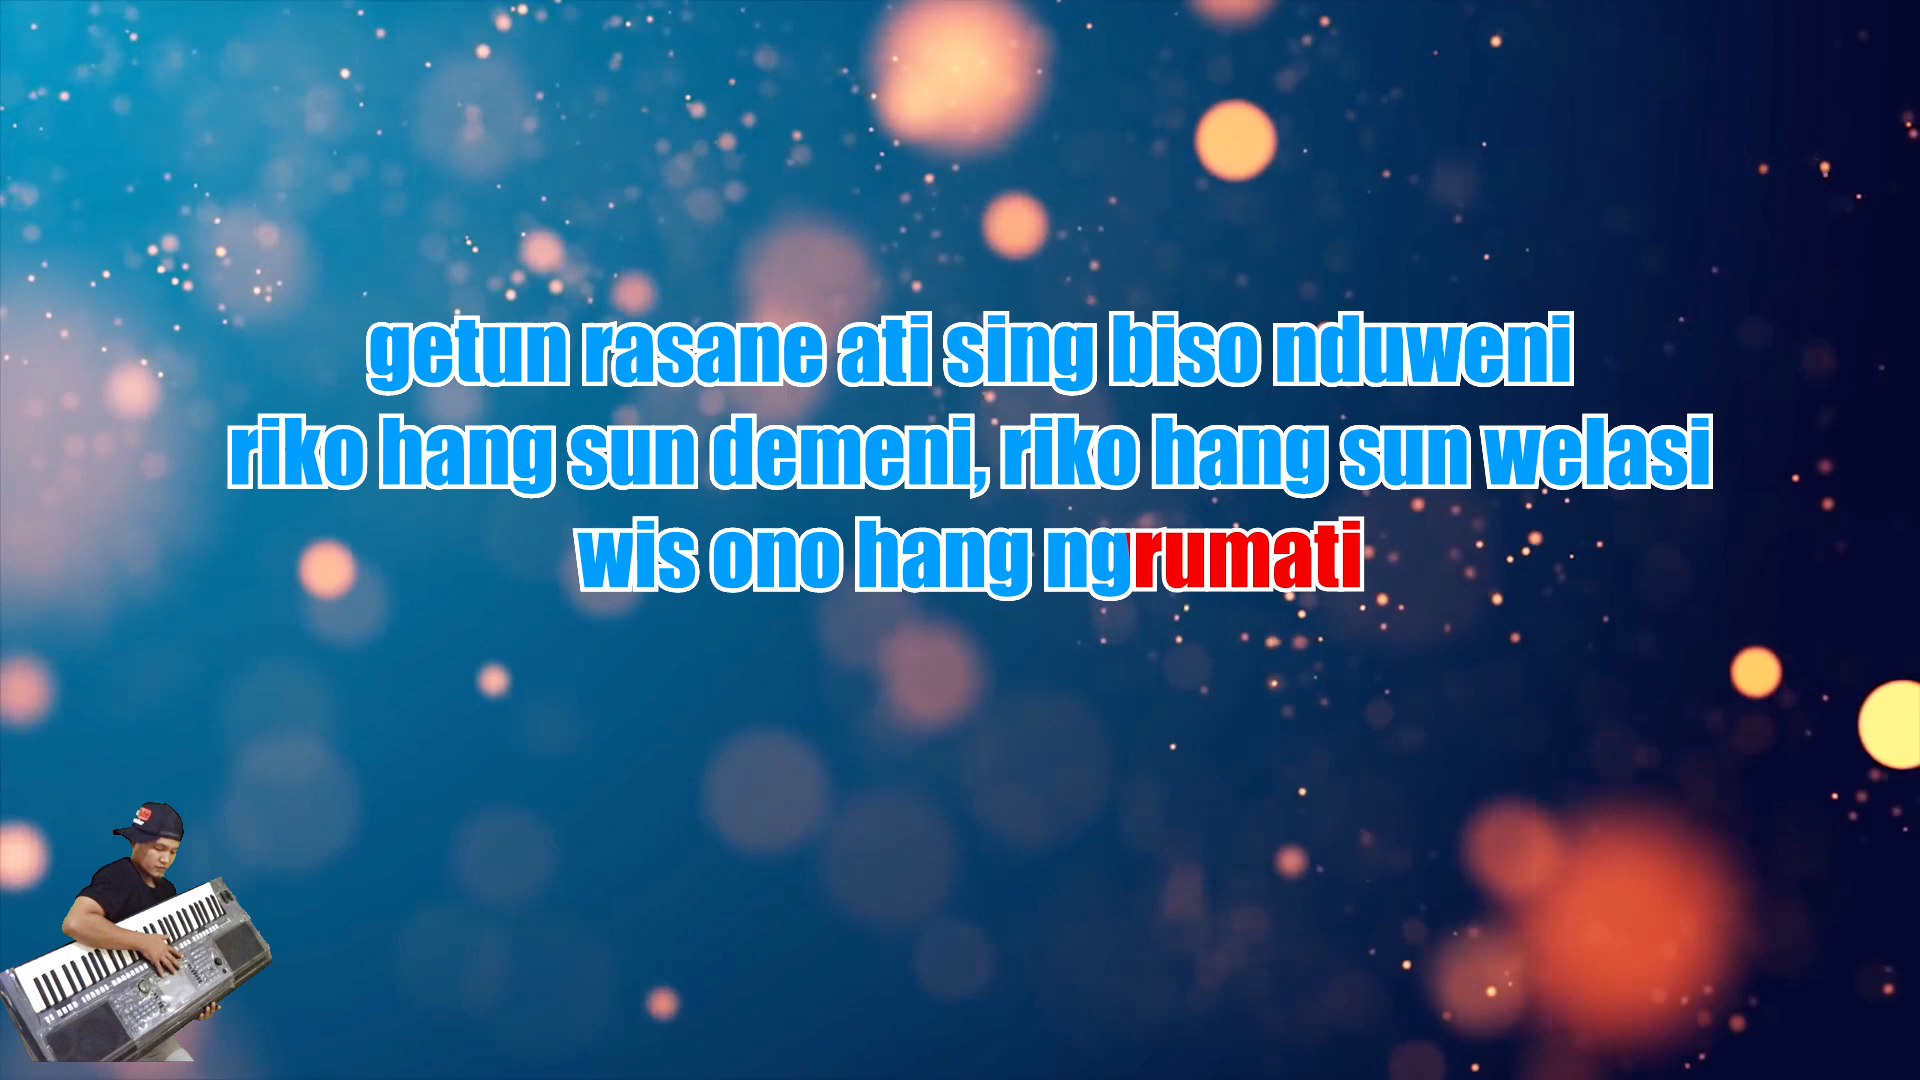 getun rasane ati sing biso nduweni
riko hang sun demeni, riko hang sun welasi
wis ono hang ngrumati